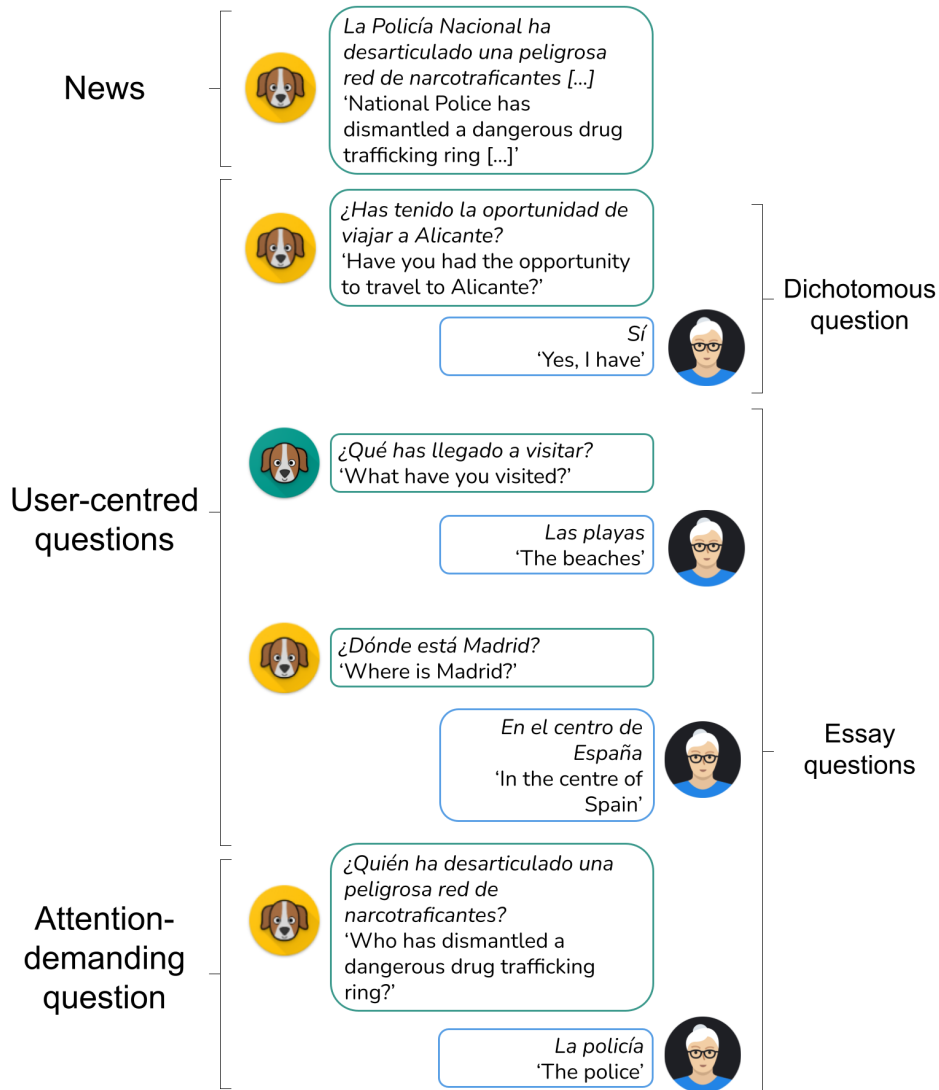 News
La Policía Nacional ha
desarticulado una peligrosa
red de narcotraficantes [...]
‘National Police has
dismantled a dangerous drug
trafficking ring [...]’
User-centred
questions
¿Has tenido la oportunidad de
viajar a Alicante?
‘Have you had the opportunity
to travel to Alicante?’
Sí
‘Yes, I have’
Dichotomous
question
¿Qué has llegado a visitar?
‘What have you visited?’
Las playas
‘The beaches’
¿Dónde está Madrid?
‘Where is Madrid?’
En el centro de
España
‘In the centre of
Spain’
Essay
questions
Attention-
demanding
question
¿Quién ha desarticulado una
peligrosa red de
narcotraficantes?
‘Who has dismantled a
dangerous drug trafficking
ring?’
La policía
‘The police’